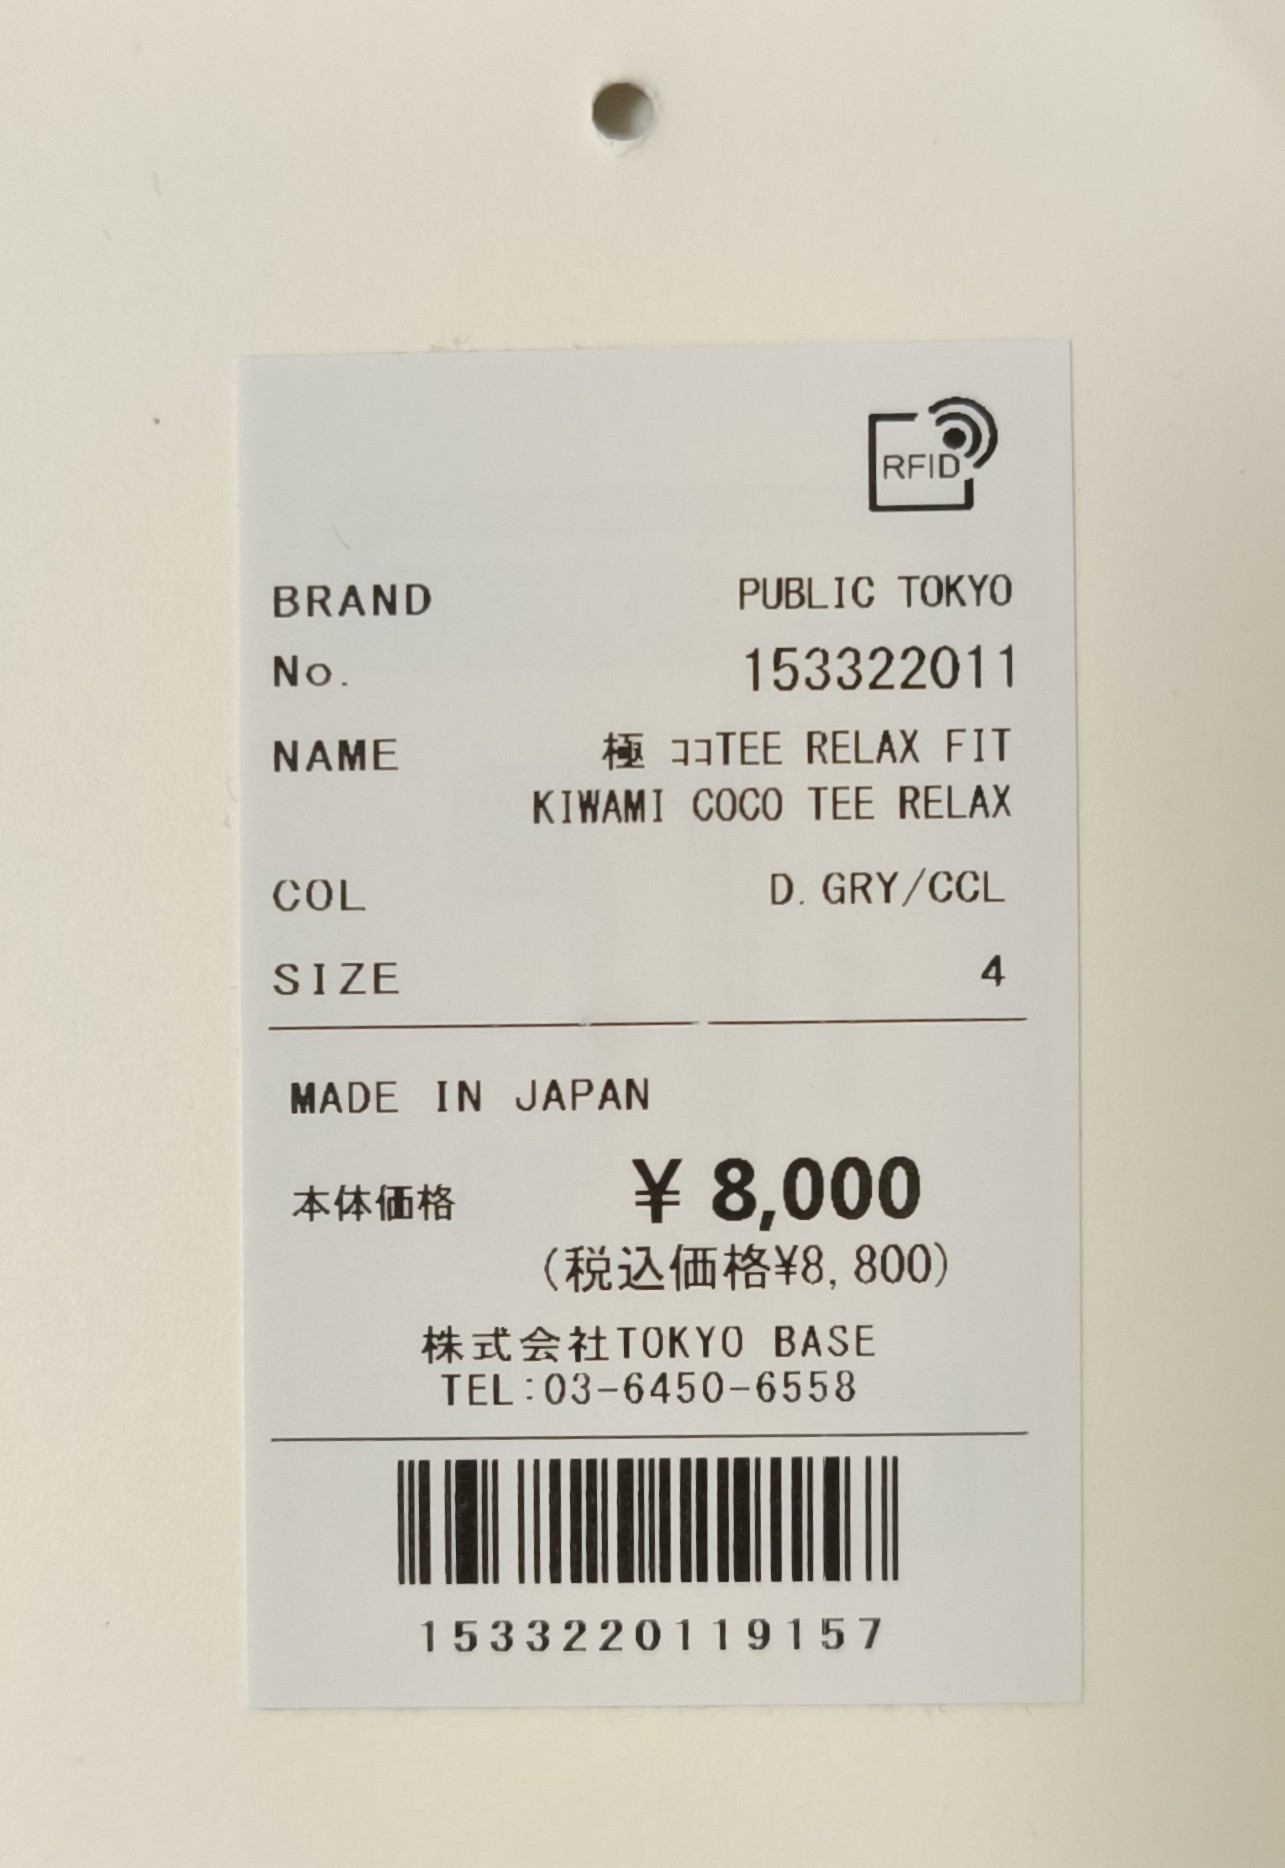 RFID
BRAND PUBLIC TOKYO
No. 153322011
NAME 極 ココTEE RELAX FIT
KIWAMI COCO TEE RELAX
COL D. GRY/CCL
SIZE 4
MADE IN JAPAN
本体価格 ¥ 8,000
(税込価格¥8,800)
株式会社TOKYO BASE
TEL:03-6450-6558
1533220119157